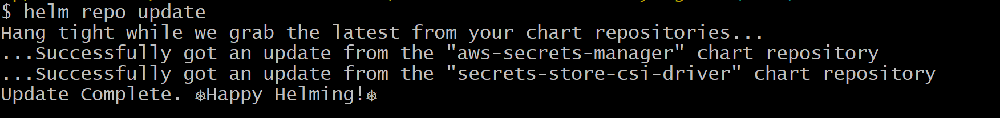 $ helm repo update
Hang tight while we grab the latest from your chart repositories...
...Successfully got an update from the "aws-secrets-manager" chart repository
...Successfully got an update from the "secrets-store-csi-driver" chart repository
Update Complete. ⎈Happy Helming!⎈